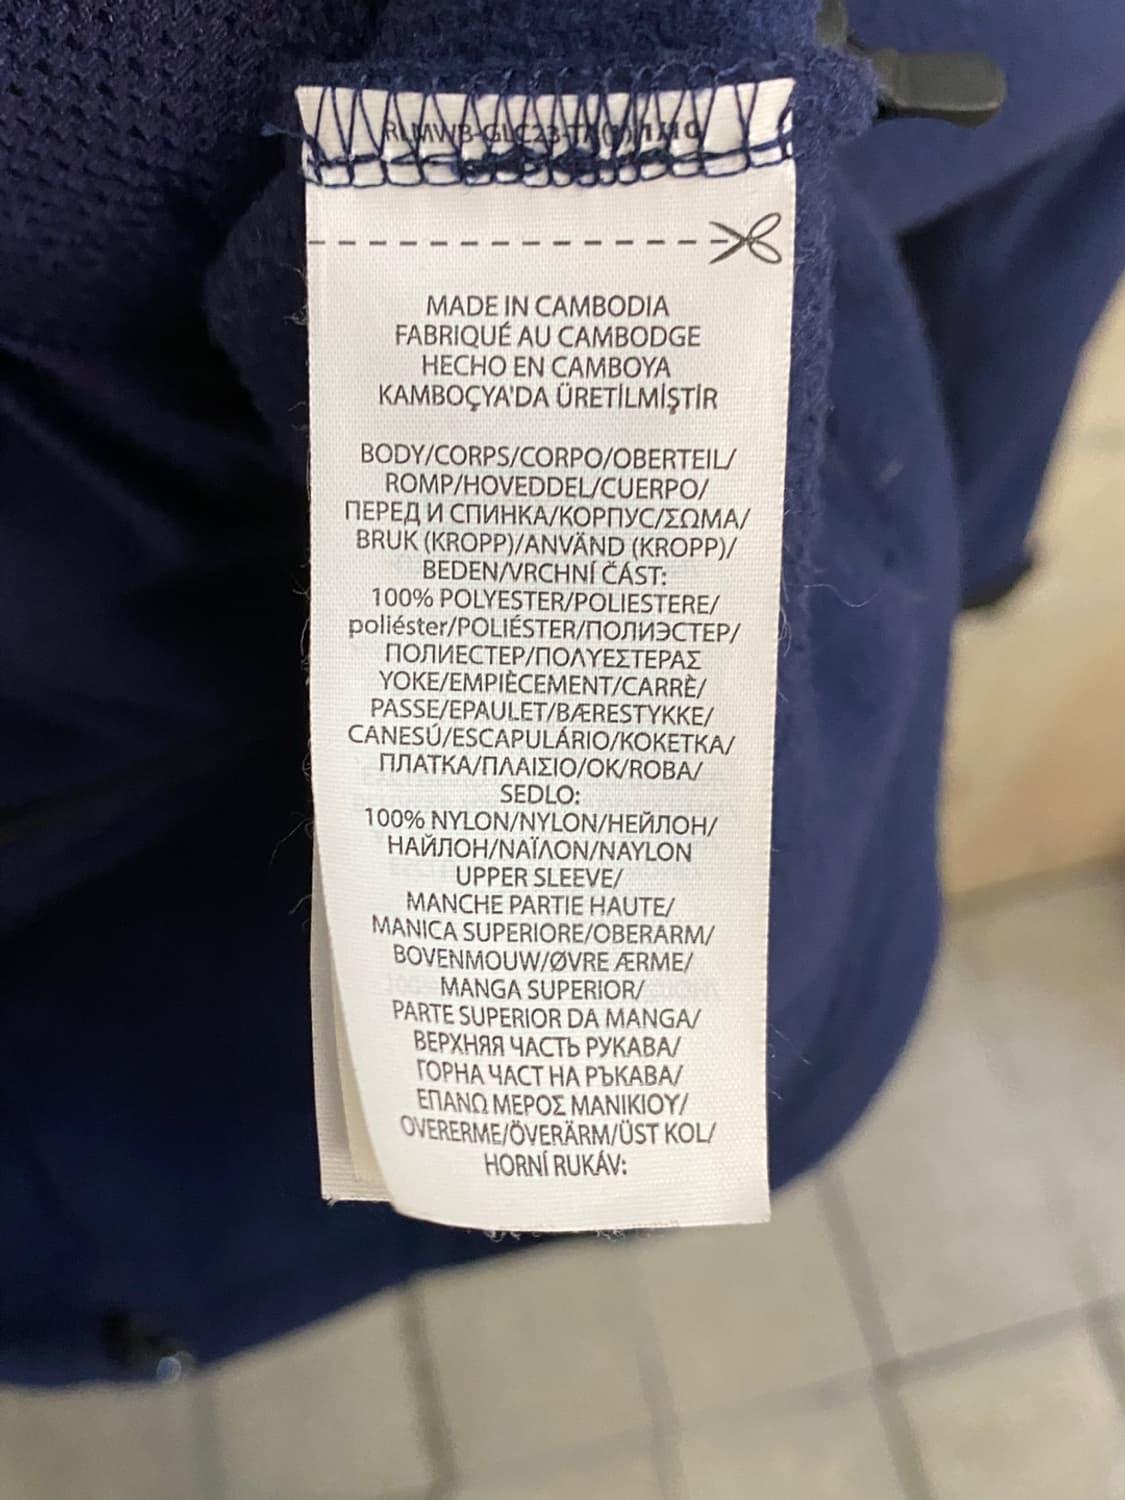 MADE IN CAMBODIA
FABRIQUÉ AU CAMBODGE
HECHO EN CAMBOYA
KAMBOÇYA'DA ÜRETİLMİŞTİR
BODY/CORPS/CORPO/OBERTEIL/
ROMP/HOVEDDEL/CUERPO/
ПЕРЕД И СПИНКА/КОРПУС/ΣΩΜΑ/
BRUK (KROPP)/ANVÄND (KROPP)/
BEDEN/VRCHNÍ ČÁST:
100% POLYESTER/POLIESTERE/
poliéster/POLIÉSTER/ПОЛИЭСТЕР/
ПОЛИЕСТЕР/ΠΟΛΥΕΣΤΕΡΑΣ
YOKE/EMPIÈCEMENT/CARRÈ/
PASSE/EPAULET/BÆRESTYKKE/
CANESÚ/ESCAPULÁRIO/КОКЕТКА/
ПЛАТКА/ΠΛΑΙΣΙΟ/OK/ROBA/
SEDLO:
100% NYLON/NYLON/НЕЙЛОН/
НАЙЛОН/ΝΑΪΛΟΝ/NAYLON
UPPER SLEEVE/
MANCHE PARTIE HAUTE/
MANICA SUPERIORE/OBERARM/
BOVENMOUW/ØVRE ÆRME/
MANGA SUPERIOR/
PARTE SUPERIOR DA MANGA/
ВЕРХНЯЯ ЧАСТЬ РУКАВА/
ГОРНА ЧАСТ НА РЪКАВА/
ΕΠΑΝΩ ΜΕΡΟΣ ΜΑΝΙΚΙΟΥ/
OVERERME/ÖVERÄRM/ÜST KOL/
HORNÍ RUKÁV: